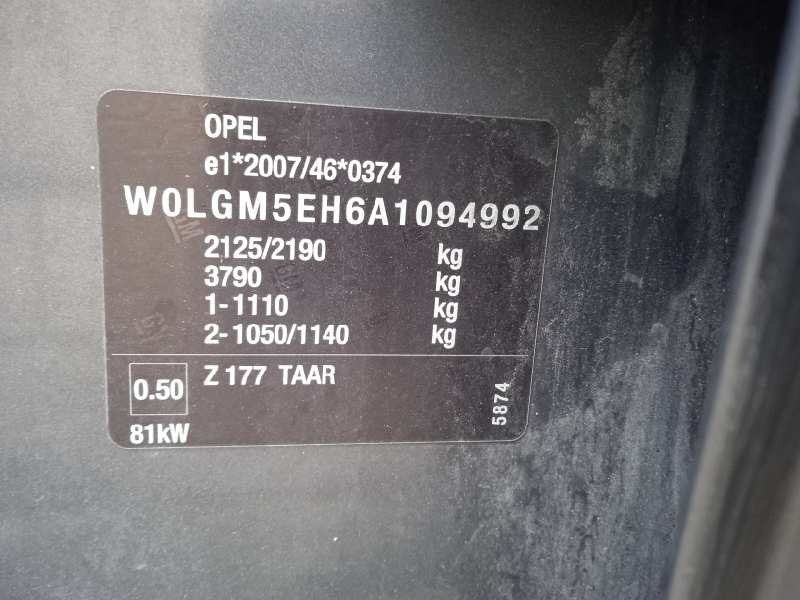 OPEL
e1*2007/46*0374
W0LGM5EH6A1094992
2125/2190 kg
3790 kg
1-1110 kg
2-1050/1140 kg
0.50 Z 177 TAAR
81kW
5874